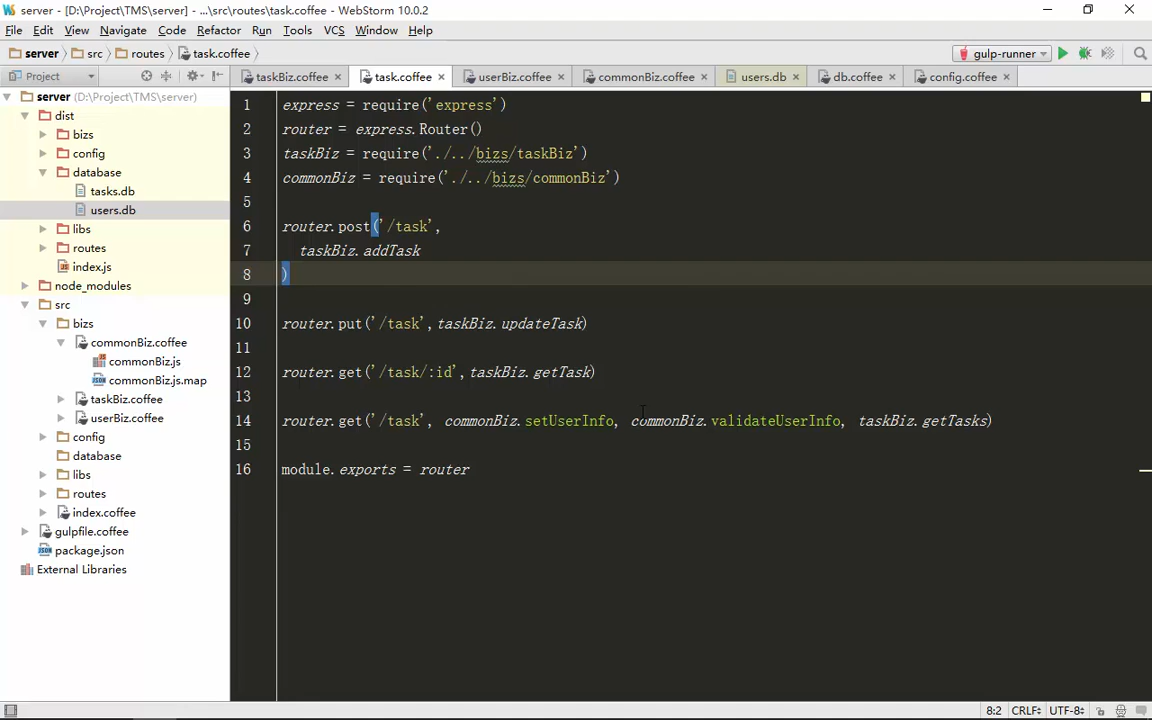 server - [D:\Project\TMS\server] - ...\src\routes\task.coffee - WebStorm 10.0.2
File Edit View Navigate Code Refactor Run Tools VCS Window Help
server src routes task.coffee gulp-runner
Project taskBiz.coffee task.coffee userBiz.coffee commonBiz.coffee users.db db.coffee config.coffee
server (D:\Project\TMS\server)
dist
bizs
config
database
tasks.db
users.db
libs
routes
index.js
node_modules
src
bizs
commonBiz.coffee
commonBiz.js
commonBiz.js.map
taskBiz.coffee
userBiz.coffee
config
database
libs
routes
index.coffee
gulpfile.coffee
package.json
External Libraries
1 express = require('express')
2 router = express.Router()
3 taskBiz = require('./../bizs/taskBiz')
4 commonBiz = require('./../bizs/commonBiz')
5
6 router.post('/task',
7 taskBiz.addTask
8 )
9
10 router.put('/task',taskBiz.updateTask)
11
12 router.get('/task/:id',taskBiz.getTask)
13
14 router.get('/task', commonBiz.setUserInfo, commonBiz.validateUserInfo, taskBiz.getTasks)
15
16 module.exports = router
8:2 CRLF UTF-8